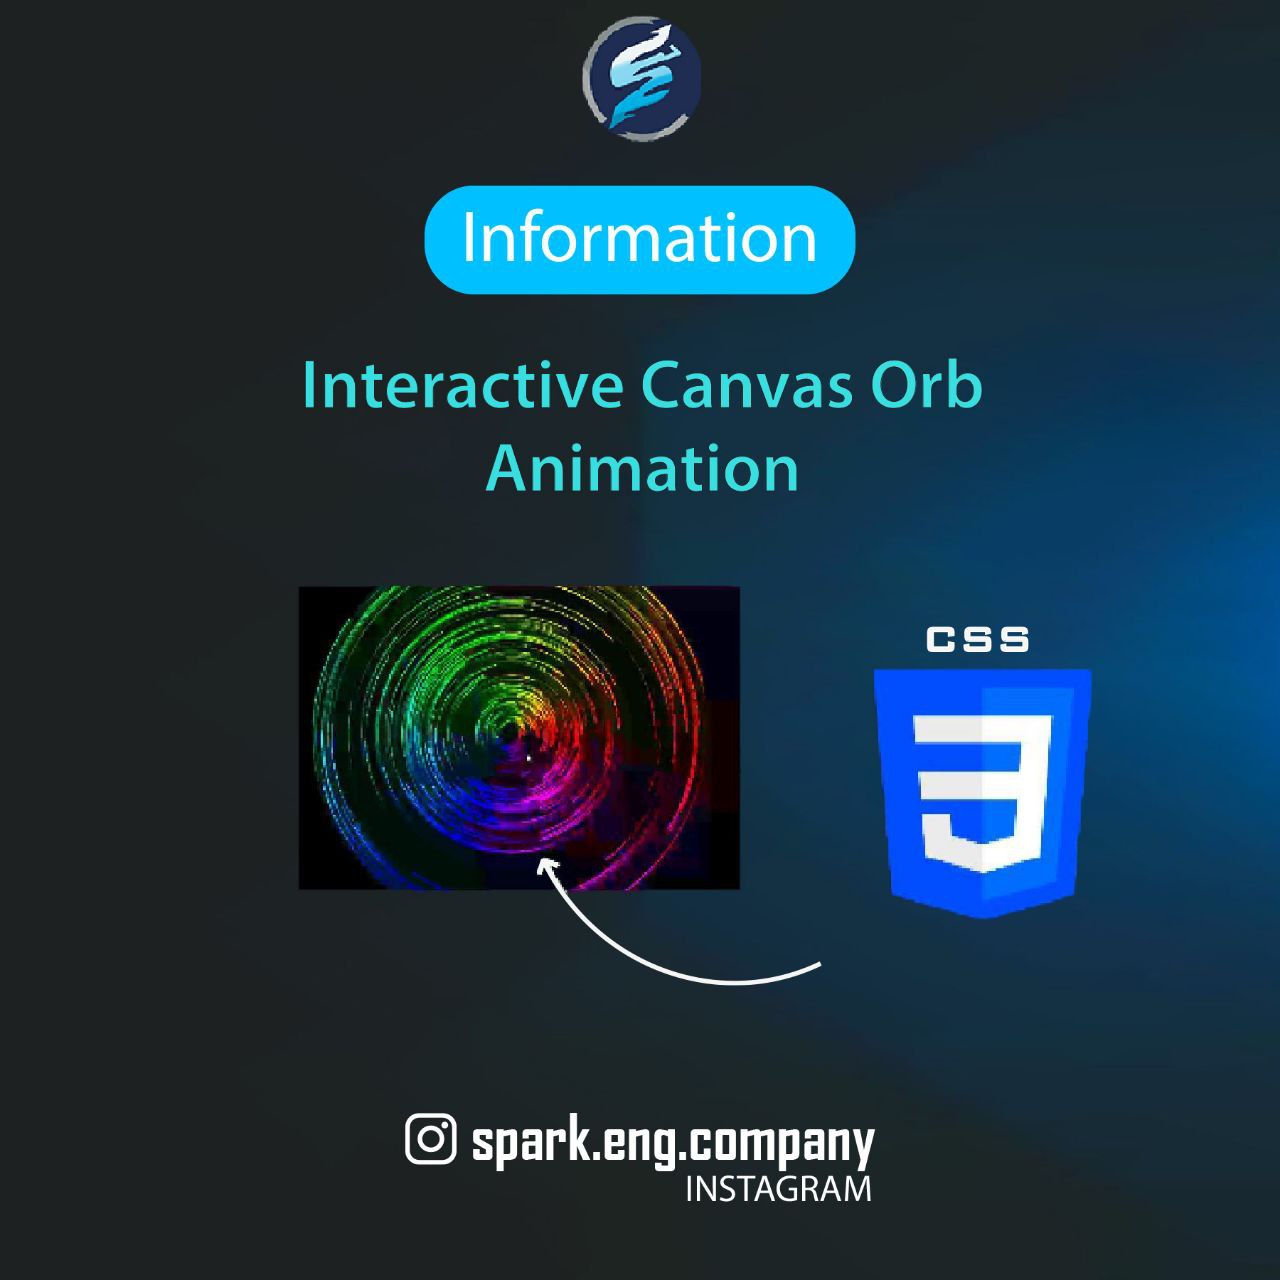 Information
Interactive Canvas Orb
Animation
CSS
spark.eng.company
INSTAGRAM